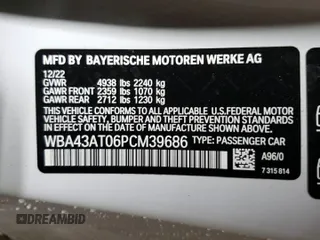 MFD BY BAYERISCHE MOTOREN WERKE AG
12/22
GVWR 4938 lbs 2240 kg
GAWR FRONT 2359 lbs 1070 kg
GAWR REAR 2712 lbs 1230 kg
THIS VEHICLE CONFORMS TO ALL APPLICABLE U.S. FEDERAL
MOTOR VEHICLE SAFETY, BUMPER, AND THEFT PREVENTION
STANDARDS IN EFFECT ON THE DATE OF MANUFACTURE
SHOWN ABOVE.
WBA43AT06PCM39686 TYPE: PASSENGER CAR
A96/0
7 315 814
DREAMBID